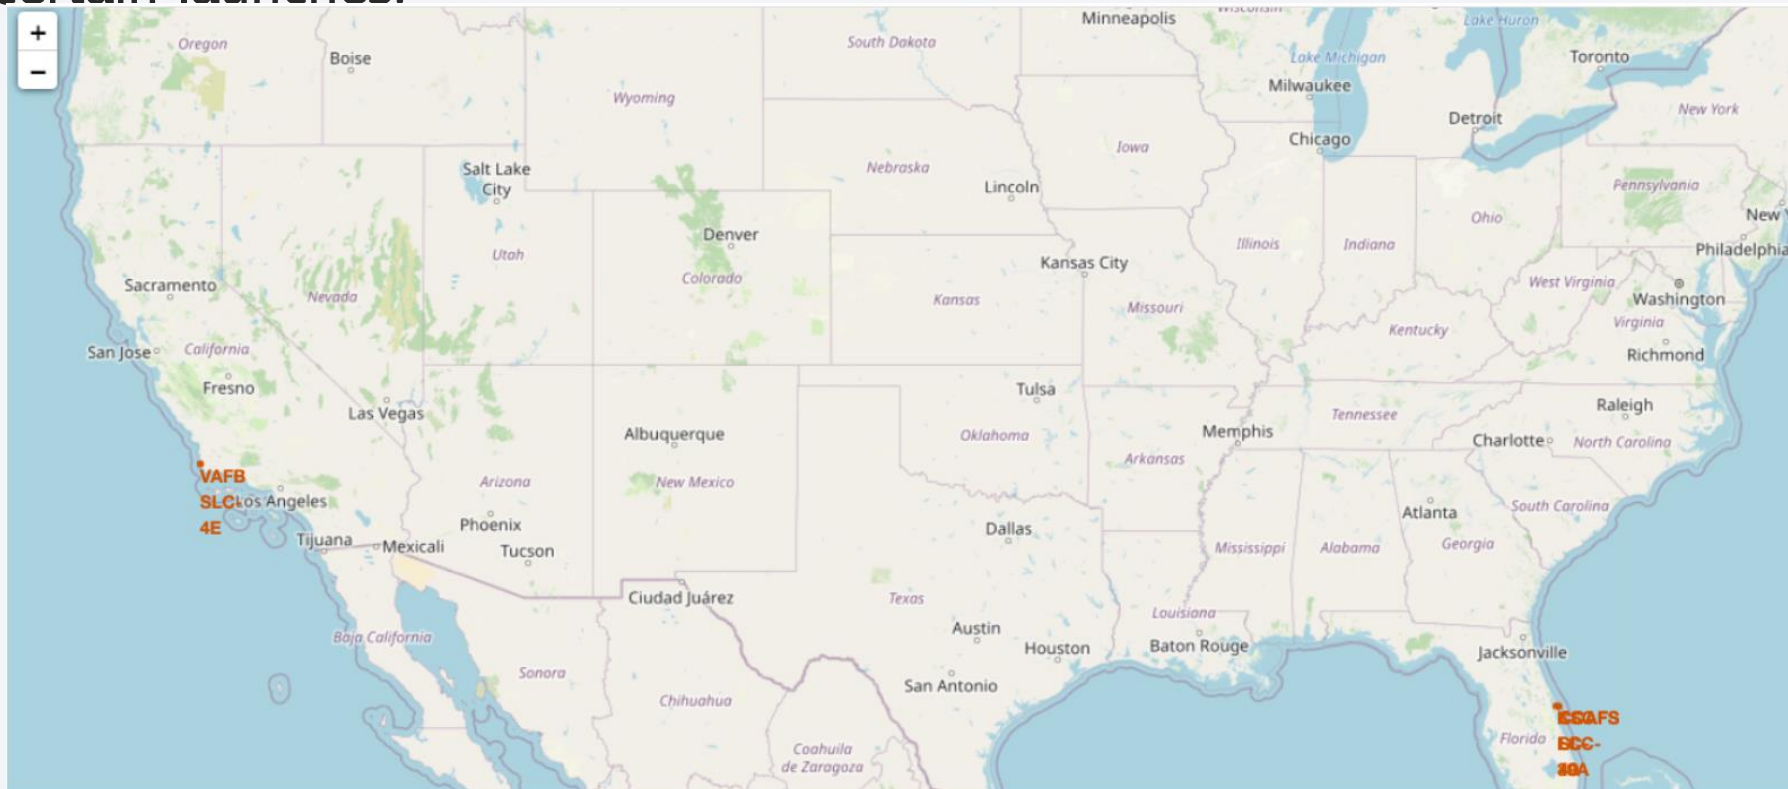 +
−
Oregon
Boise
South Dakota
Minneapolis
Wisconsin
Lake Huron
Lake Michigan
Toronto
Milwaukee
Wyoming
New York
Detroit
Chicago
Iowa
Salt Lake
City
Nebraska
Lincoln
Pennsylvania
Ohio
New
Denver
Illinois
Indiana
Philadelphia
Utah
Colorado
Kansas City
Sacramento
Nevada
Kansas
Missouri
West Virginia
Washington
Virginia
Kentucky
San Jose
California
Richmond
Fresno
Las Vegas
Tulsa
Raleigh
Tennessee
Albuquerque
Oklahoma
Memphis
Charlotte
North Carolina
Arkansas
VAFB
SLC-
4E
Los Angeles
Arizona
New Mexico
South Carolina
Atlanta
Phoenix
Dallas
Tijuana
Mexicali
Tucson
Mississippi
Alabama
Georgia
Ciudad Juárez
Texas
Louisiana
Baja California
Austin
Houston
Baton Rouge
Jacksonville
Sonora
San Antonio
Chihuahua
Florida
Coahuila
de Zaragoza